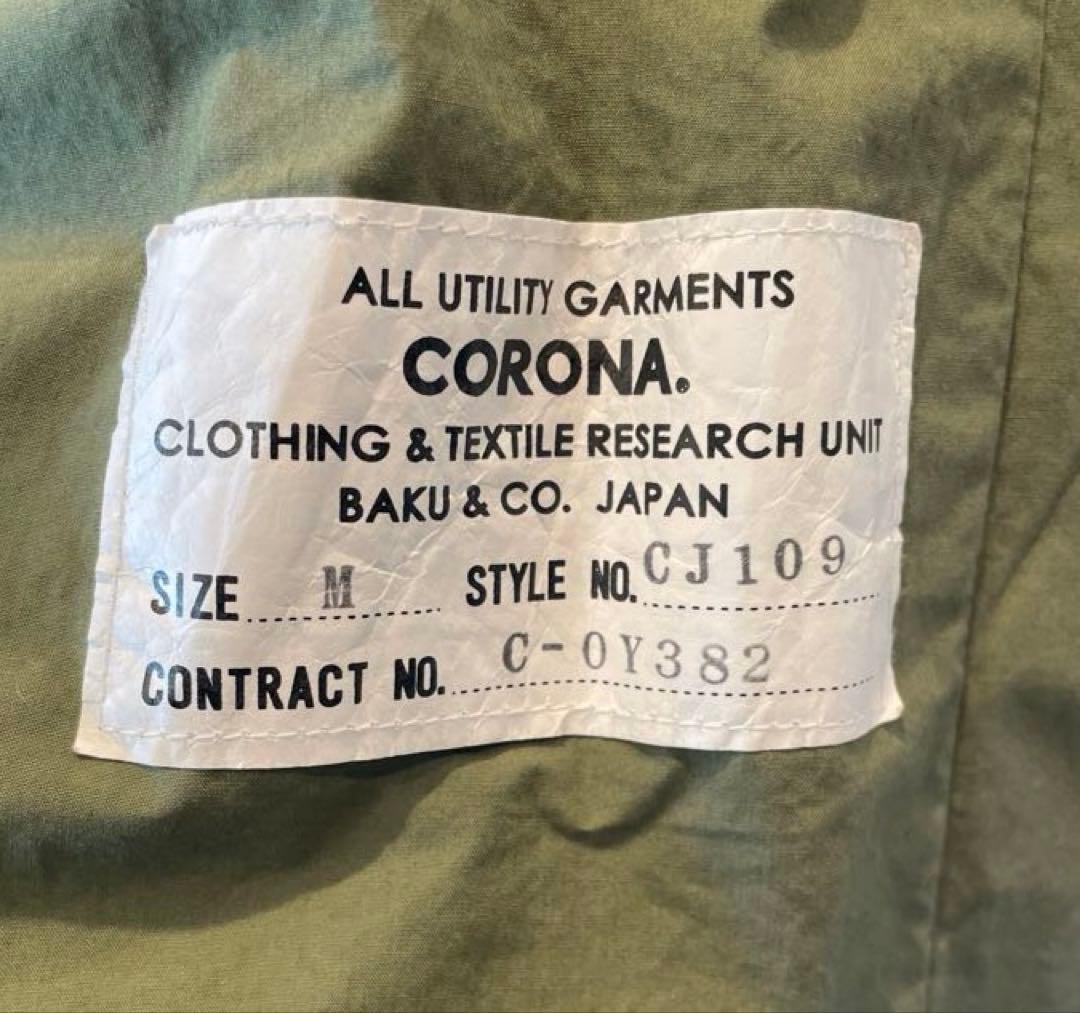 ALL UTILITY GARMENTS
CORONA.
CLOTHING & TEXTILE RESEARCH UNIT
BAKU & CO. JAPAN
SIZE M STYLE NO. CJ109
CONTRACT NO. C-0Y382